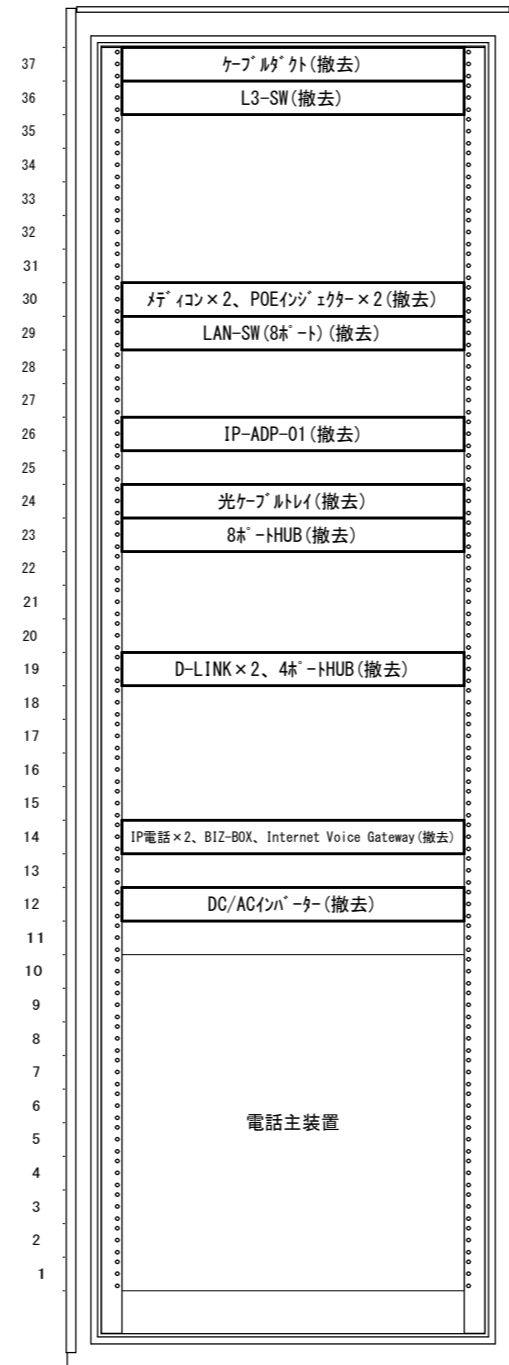 37 ｹｰﾌﾞﾙﾀﾞｸﾄ(撤去)
36 L3-SW(撤去)
35
34
33
32
31
30 ﾒﾃﾞｨｺﾝ×2、POEｲﾝｼﾞｪｸﾀｰ×2(撤去)
29 LAN-SW(8ﾎﾟｰﾄ)(撤去)
28
27
26 IP-ADP-01(撤去)
25
24 光ｹｰﾌﾞﾙﾄﾚｲ(撤去)
23 8ﾎﾟｰﾄHUB(撤去)
22
21
20
19 D-LINK×2、4ﾎﾟｰﾄHUB(撤去)
18
17
16
15
14 IP電話×2、BIZ-BOX、Internet Voice Gateway(撤去)
13
12 DC/ACｲﾝﾊﾞｰﾀｰ(撤去)
11
10
9
8
7
6
電話主装置
5
4
3
2
1